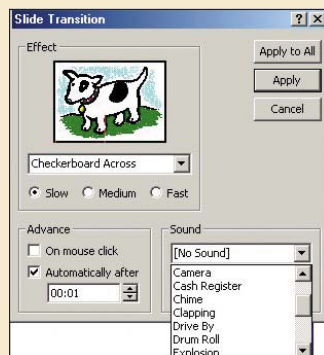 Slide Transition
Effect
Apply to All
Apply
Cancel
Checkerboard Across
Slow Medium Fast
Advance
On mouse click
Automatically after
00:01
Sound
[No Sound]
Camera
Cash Register
Chime
Clapping
Drive By
Drum Roll
Explosion